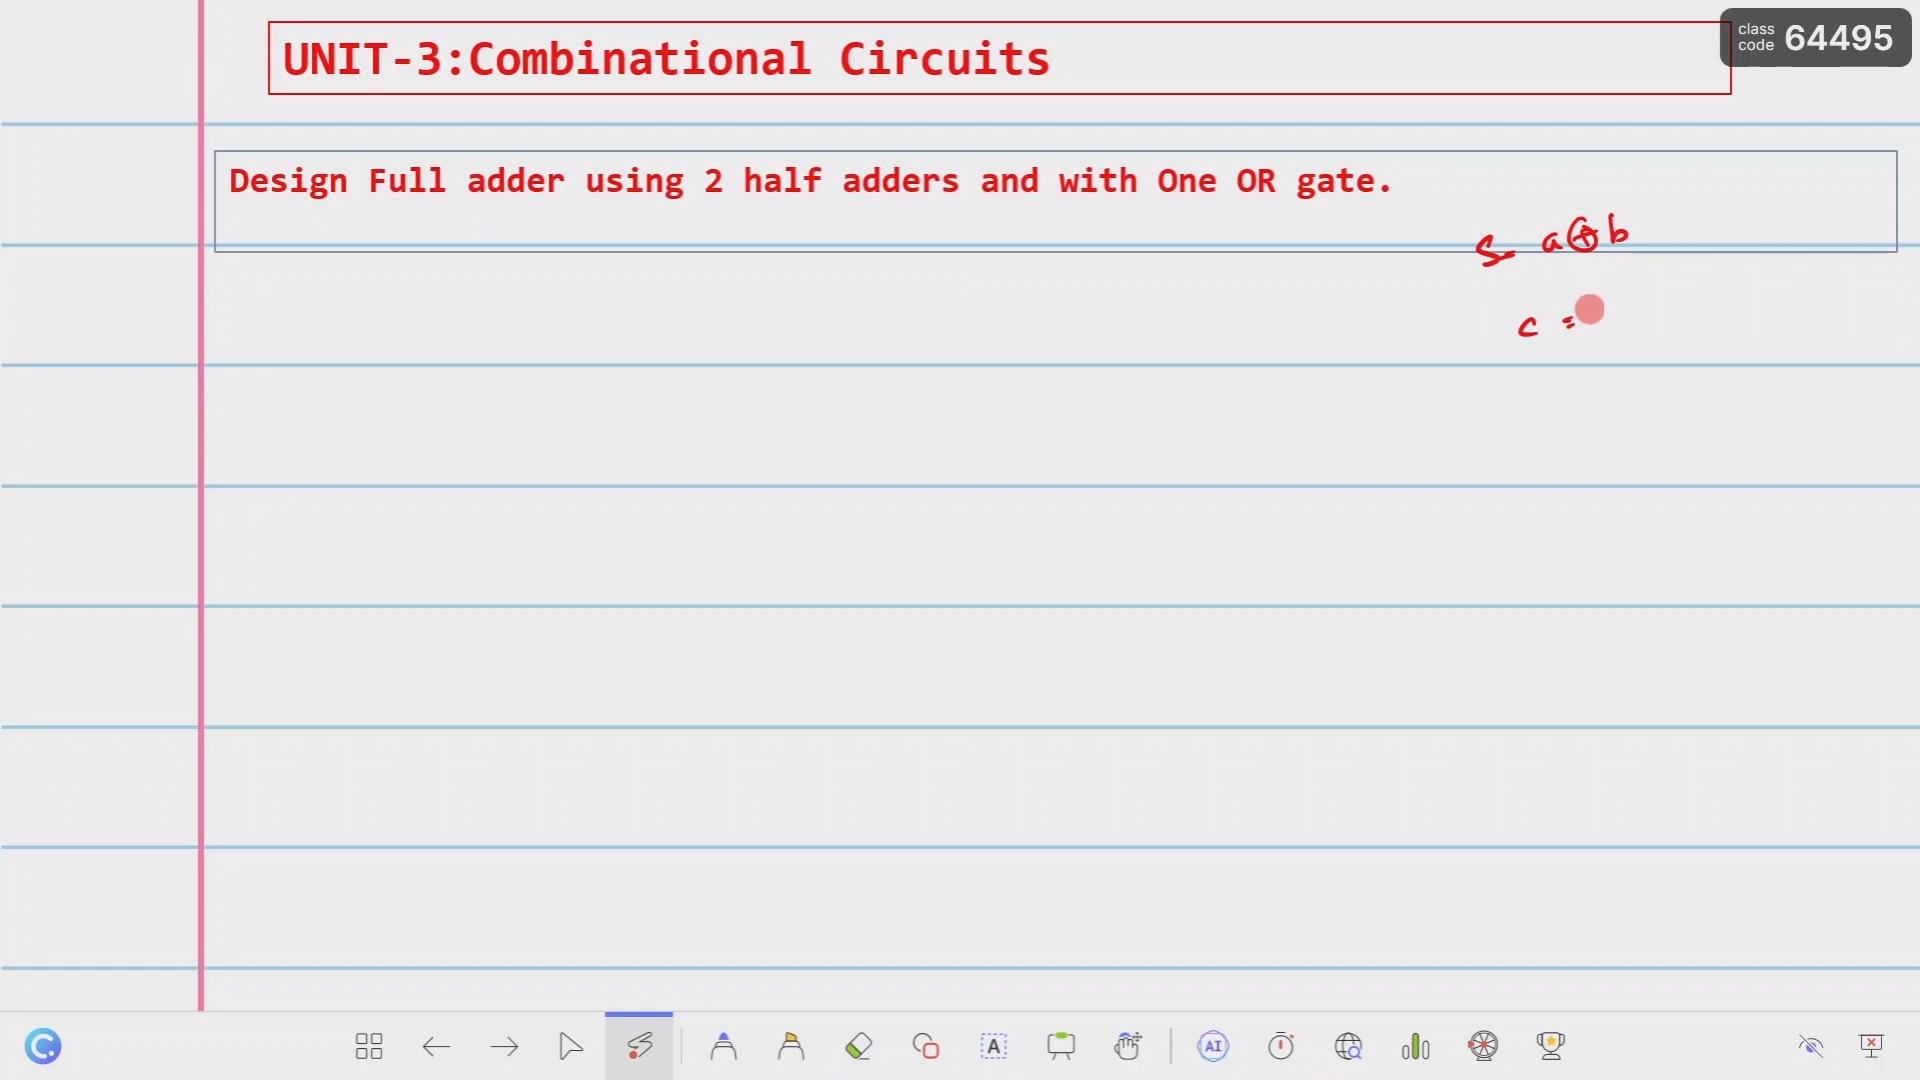 UNIT-3:Combinational Circuits
class code 64495
Design Full adder using 2 half adders and with One OR gate.
S= a⊕b
c =
A
AI